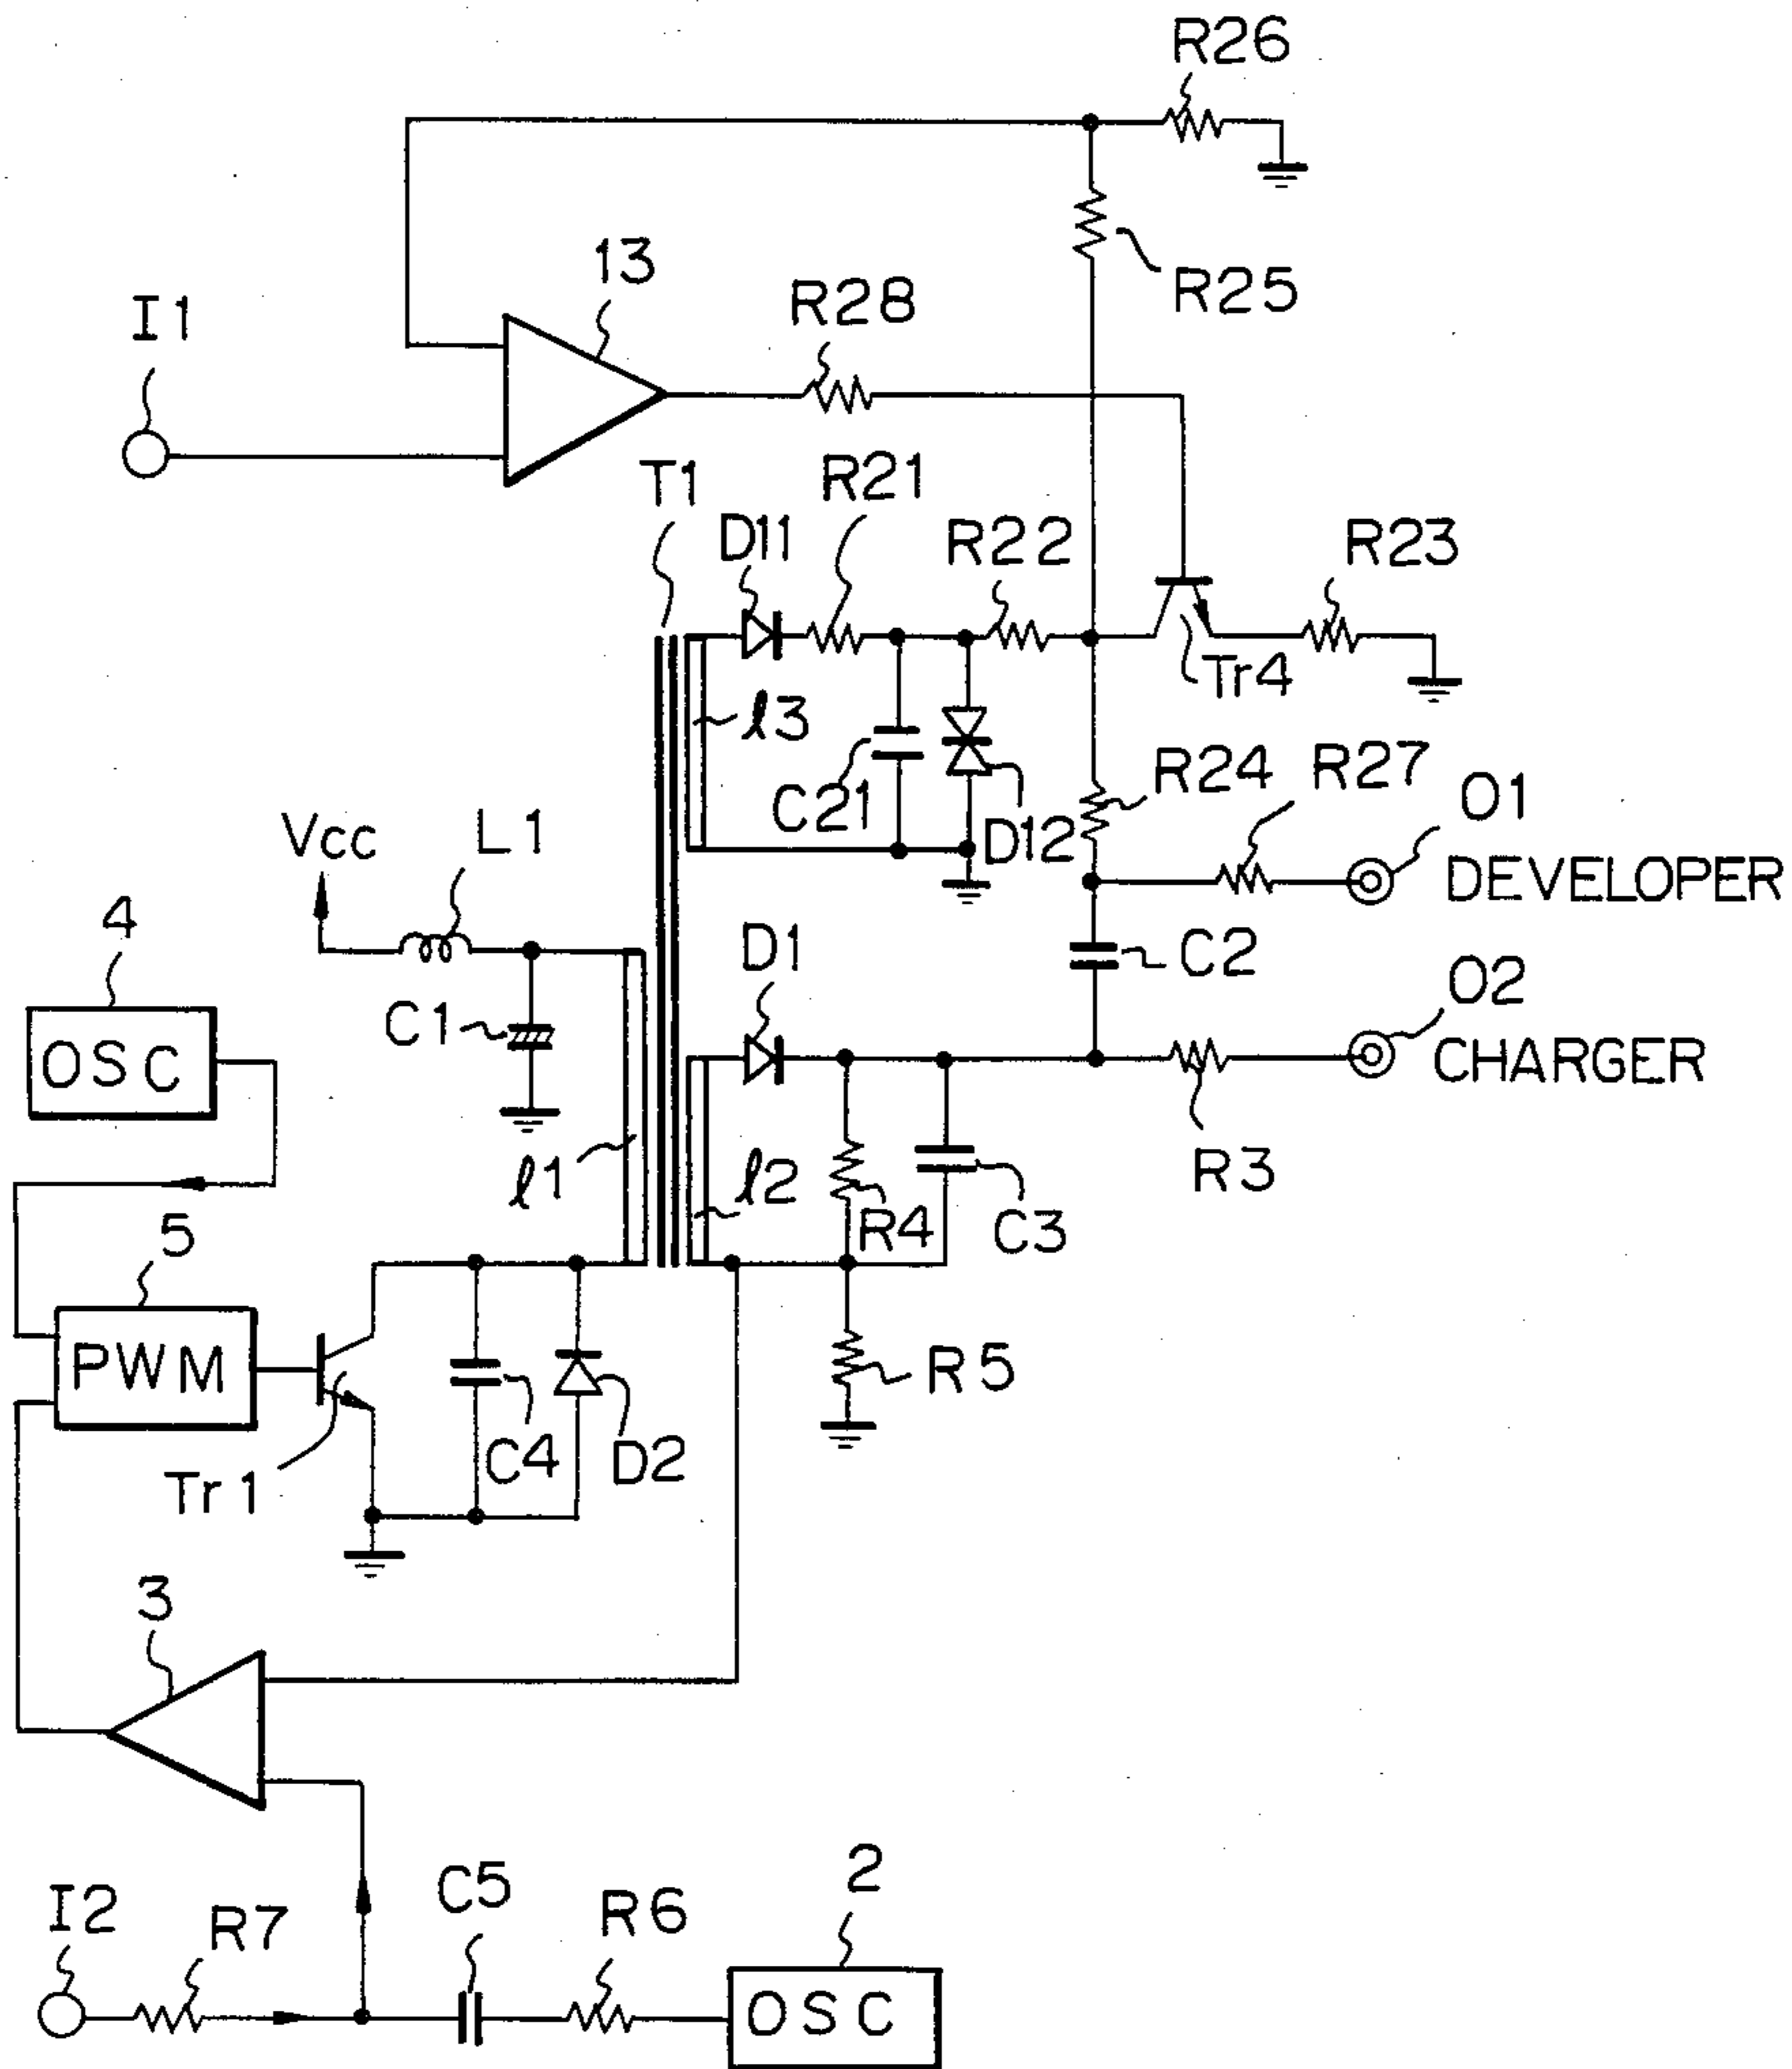 R26
R25
13
R28
I1
T1
R21
D11
R22
R23
Tr4
l3
C21
D12
R24
R27
O1
DEVELOPER
Vcc
L1
4
OSC
C1
D1
C2
O2
CHARGER
l1
l2
R4
C3
R3
5
PWM
Tr1
C4
D2
R5
3
I2
R7
C5
R6
2
OSC